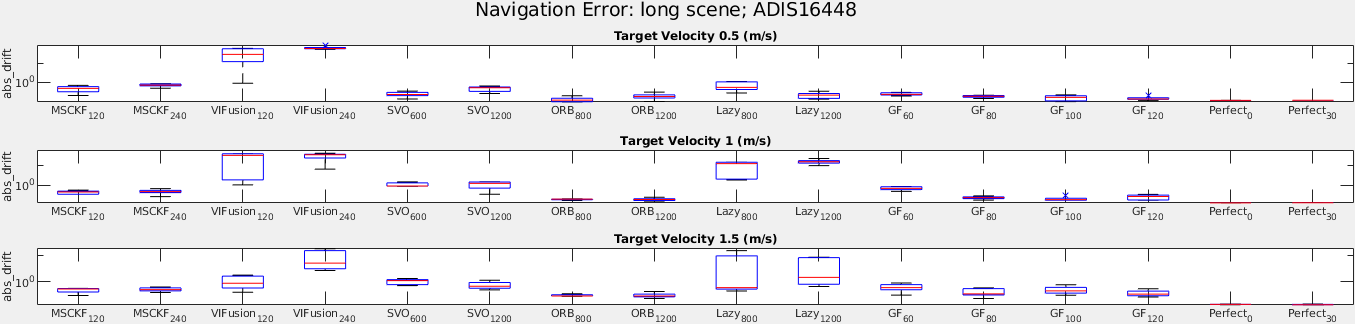 Navigation Error: long scene; ADIS16448
Target Velocity 0.5 (m/s)
abs_drift
10^0
MSCKF_120 MSCKF_240 VIFusion_120 VIFusion_240 SVO_600 SVO_1200 ORB_800 ORB_1200 Lazy_800 Lazy_1200 GF_60 GF_80 GF_100 GF_120 Perfect_0 Perfect_30
Target Velocity 1 (m/s)
abs_drift
10^0
MSCKF_120 MSCKF_240 VIFusion_120 VIFusion_240 SVO_600 SVO_1200 ORB_800 ORB_1200 Lazy_800 Lazy_1200 GF_60 GF_80 GF_100 GF_120 Perfect_0 Perfect_30
Target Velocity 1.5 (m/s)
abs_drift
10^0
MSCKF_120 MSCKF_240 VIFusion_120 VIFusion_240 SVO_600 SVO_1200 ORB_800 ORB_1200 Lazy_800 Lazy_1200 GF_60 GF_80 GF_100 GF_120 Perfect_0 Perfect_30